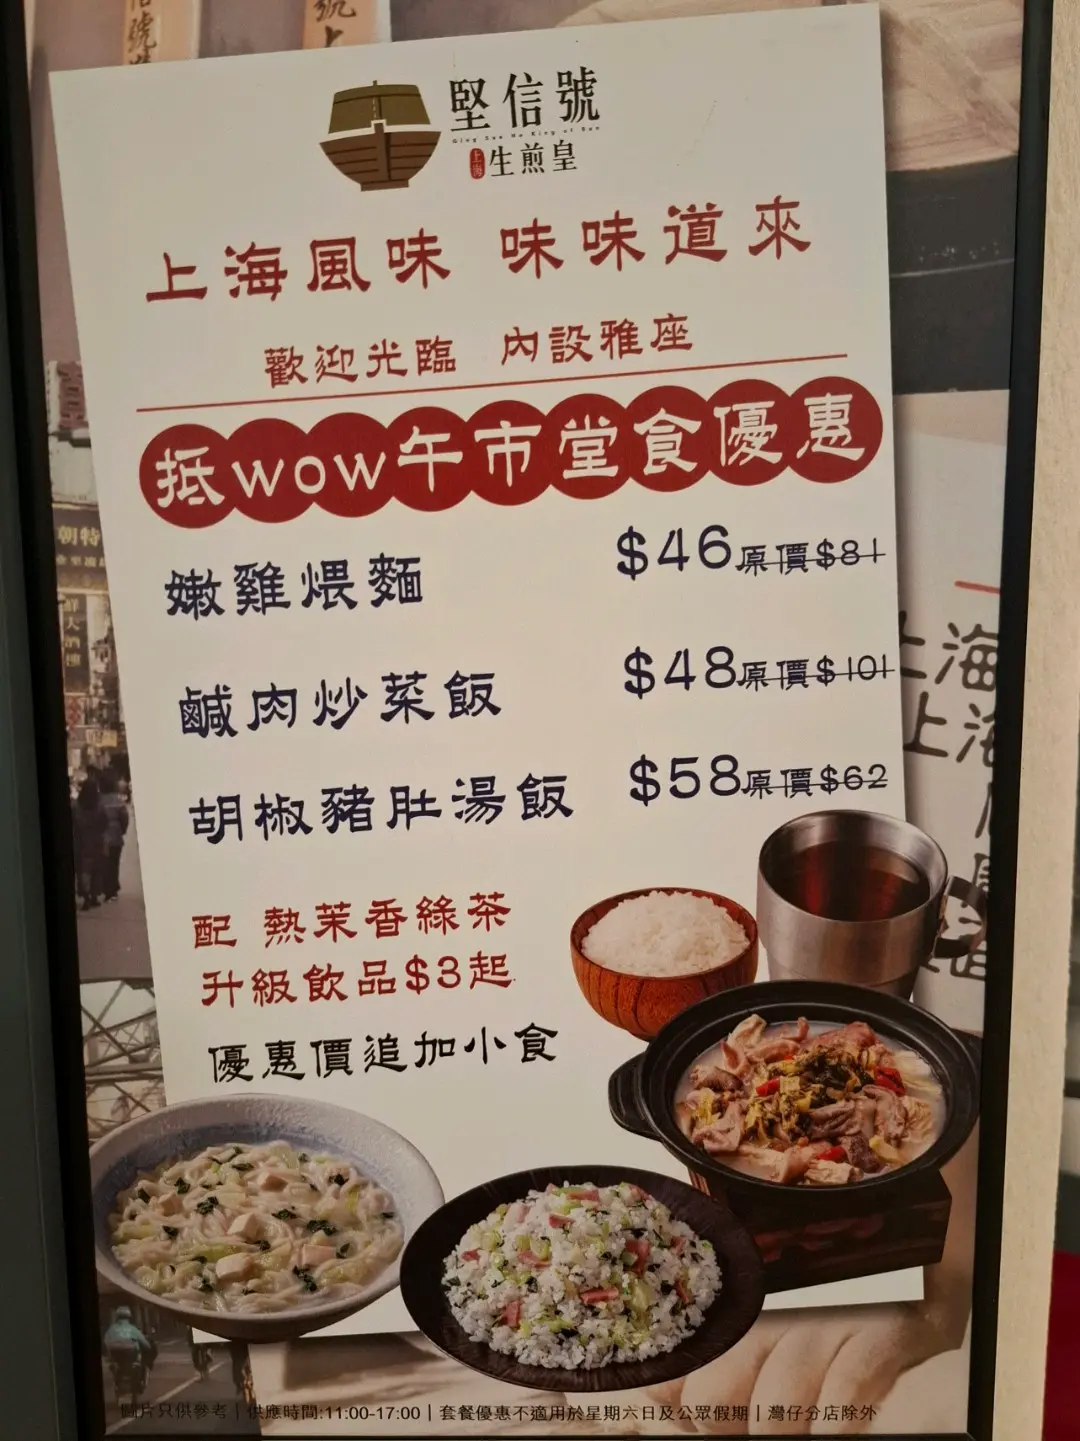 堅信號
上海 生煎皇
上海風味 味味道來
歡迎光臨 內設雅座
抵wow午市堂食優惠
嫩雞煨麵 $46原價$81
鹹肉炒菜飯 $48原價$101
胡椒豬肚湯飯 $58原價$62
配 熱茉香綠茶
升級飲品$3起
優惠價追加小食
圖片只供參考｜供應時間:11:00-17:00｜套餐優惠不適用於星期六日及公眾假期｜灣仔分店除外